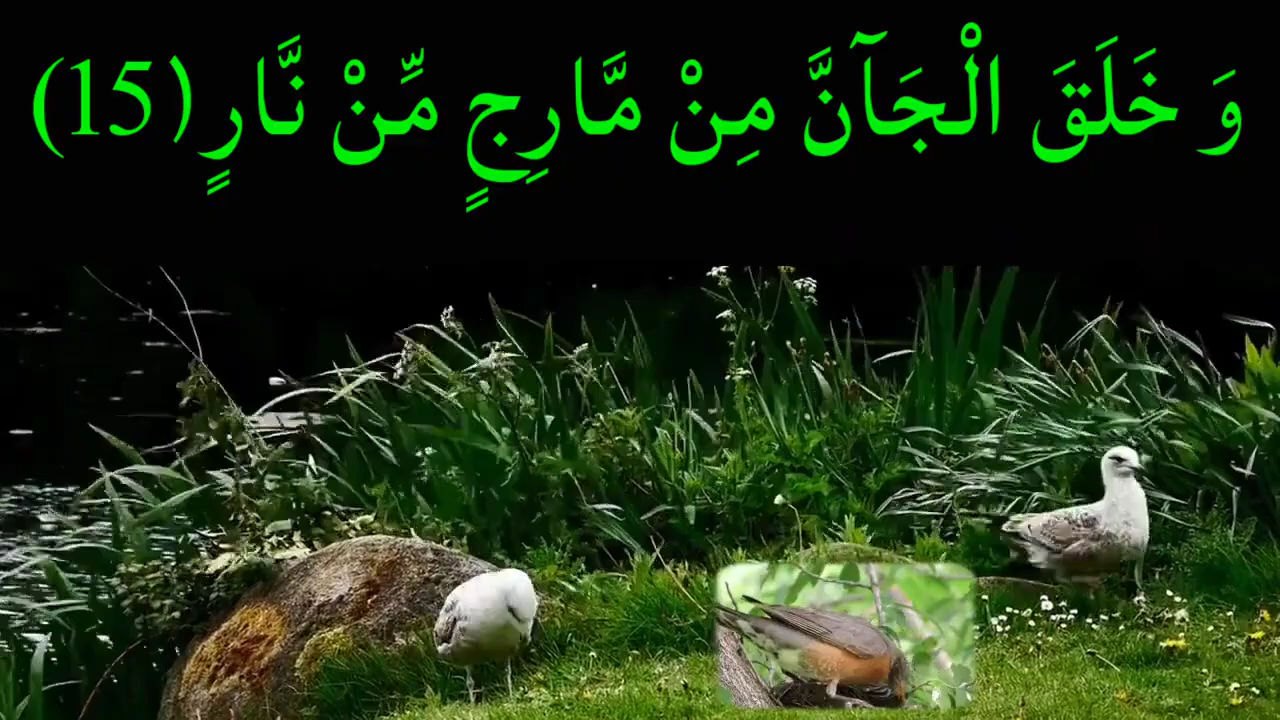 وَ خَلَقَ الْجَآنَّ مِنْ مَّارِجٍ مِّنْ نَّارٍ (15)